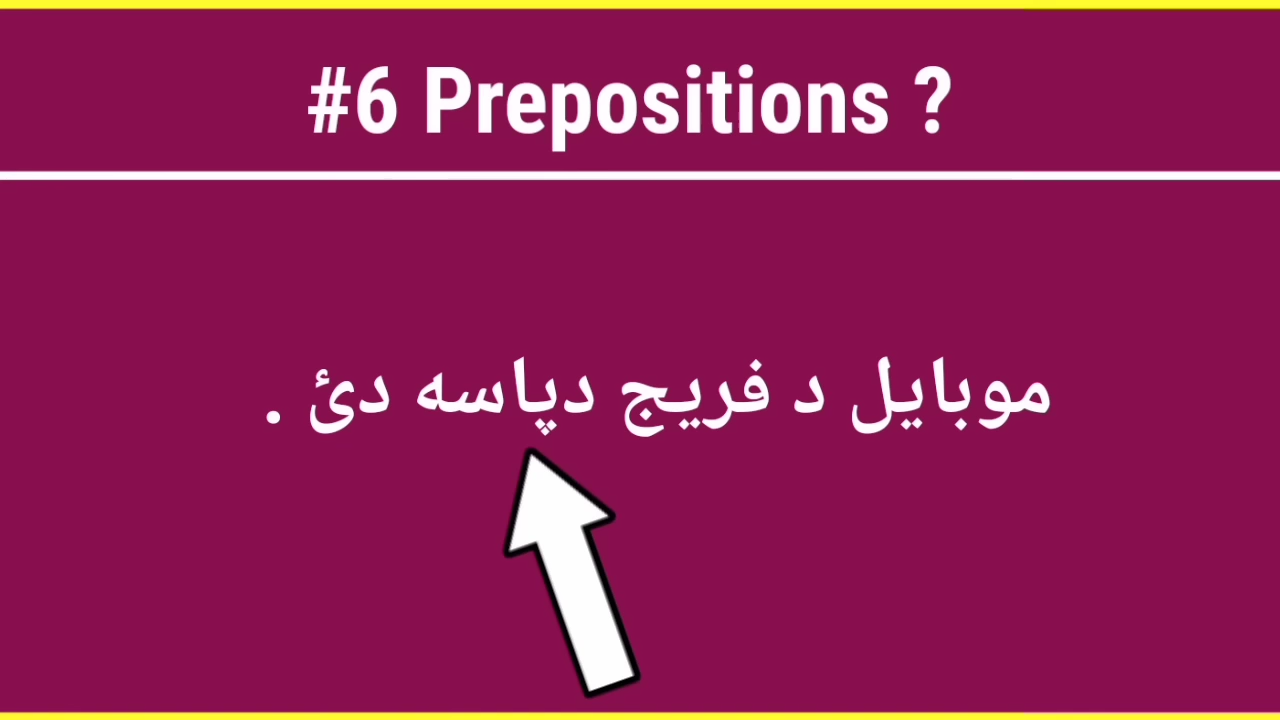 #6 Prepositions ?
موبایل د فریج دپاسه دئ .